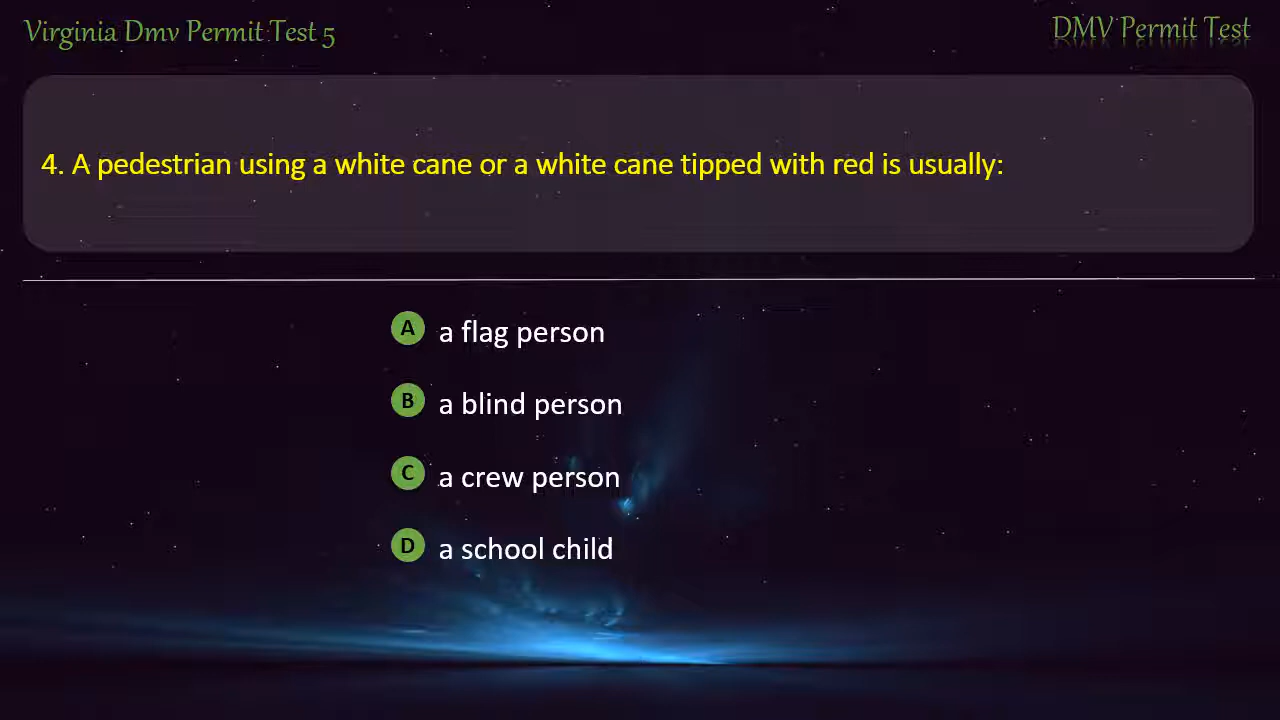 Virginia Dmv Permit Test 5
DMV Permit Test
4. A pedestrian using a white cane or a white cane tipped with red is usually:
A a flag person
B a blind person
C a crew person
D a school child